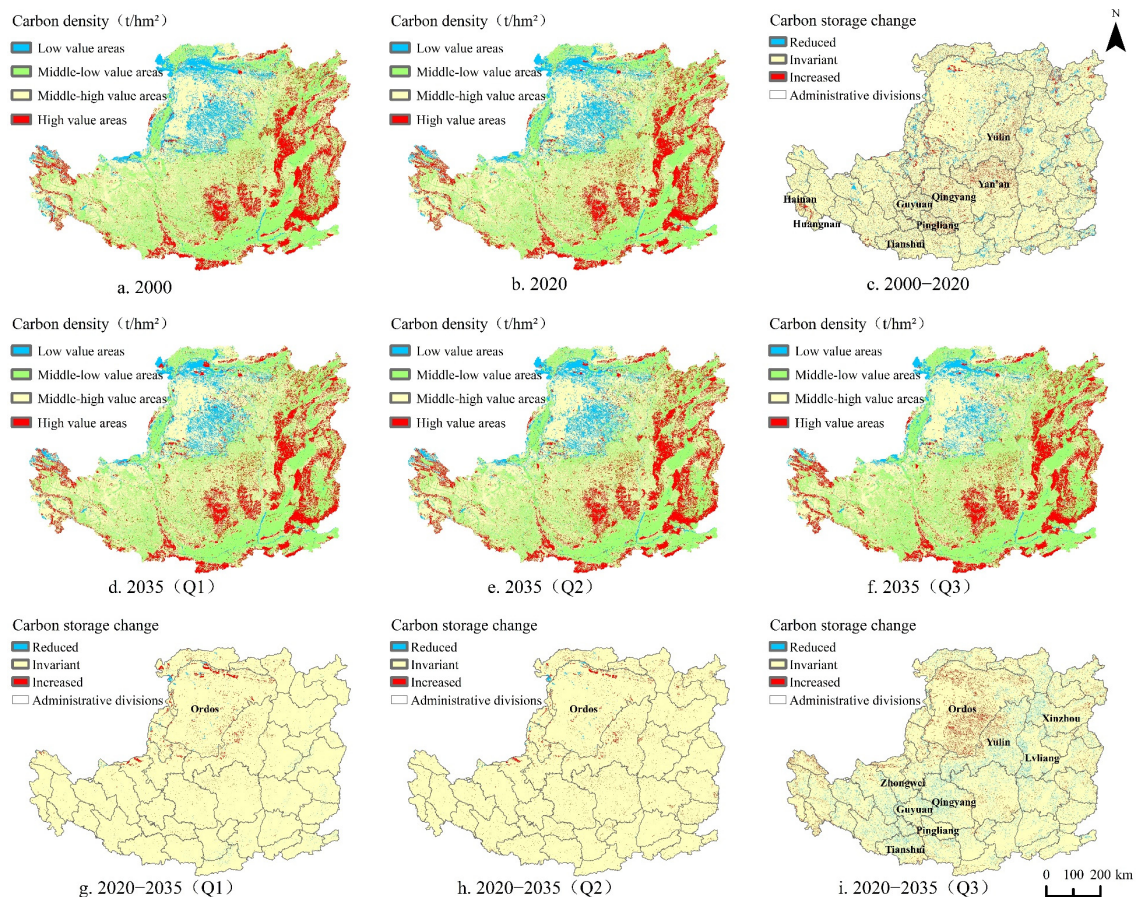 Carbon density（t/hm²）
Low value areas
Middle-low value areas
Middle-high value areas
High value areas
a. 2000
Carbon density（t/hm²）
Low value areas
Middle-low value areas
Middle-high value areas
High value areas
b. 2020
Carbon storage change
Reduced
Invariant
Increased
Administrative divisions
N
Yulin
Yan'an
Qingyang
Guyuan
Hainan
Huangnan
Pingliang
Tianshui
c. 2000−2020
Carbon density（t/hm²）
Low value areas
Middle-low value areas
Middle-high value areas
High value areas
d. 2035（Q1）
Carbon density（t/hm²）
Low value areas
Middle-low value areas
Middle-high value areas
High value areas
e. 2035（Q2）
Carbon density（t/hm²）
Low value areas
Middle-low value areas
Middle-high value areas
High value areas
f. 2035（Q3）
Carbon storage change
Reduced
Invariant
Increased
Administrative divisions
Ordos
g. 2020−2035（Q1）
Carbon storage change
Reduced
Invariant
Increased
Administrative divisions
Ordos
h. 2020−2035（Q2）
Carbon storage change
Reduced
Invariant
Increased
Administrative divisions
Ordos
Xinzhou
Yulin
Lvliang
Zhongwei
Qingyang
Guyuan
Pingliang
Tianshui
i. 2020−2035（Q3）
0 100 200 km